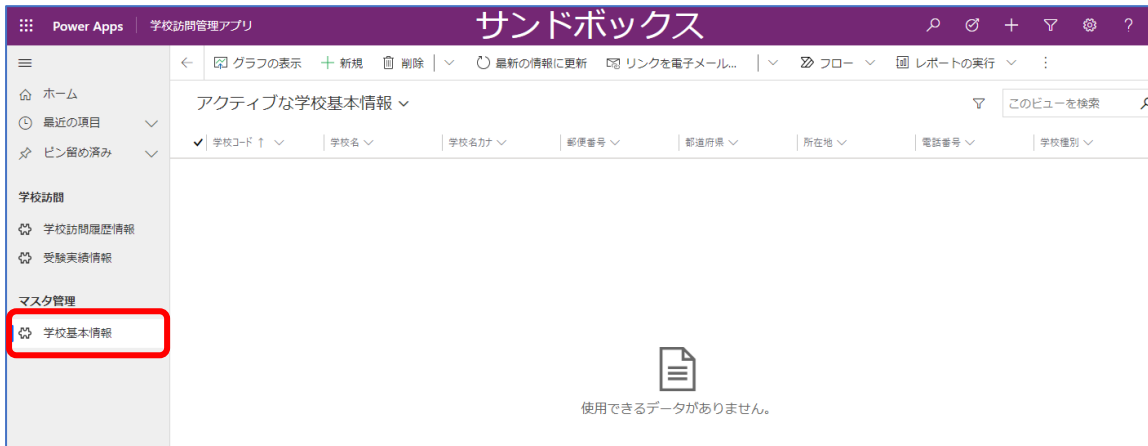 Power Apps 学校訪問管理アプリ サンドボックス
グラフの表示 新規 削除 最新の情報に更新 リンクを電子メール... フロー レポートの実行
ホーム
最近の項目
ピン留め済み
学校訪問
学校訪問履歴情報
受験実績情報
マスタ管理
学校基本情報
アクティブな学校基本情報 このビューを検索
学校コード ↑ 学校名 学校名カナ 郵便番号 都道府県 所在地 電話番号 学校種別
使用できるデータがありません。